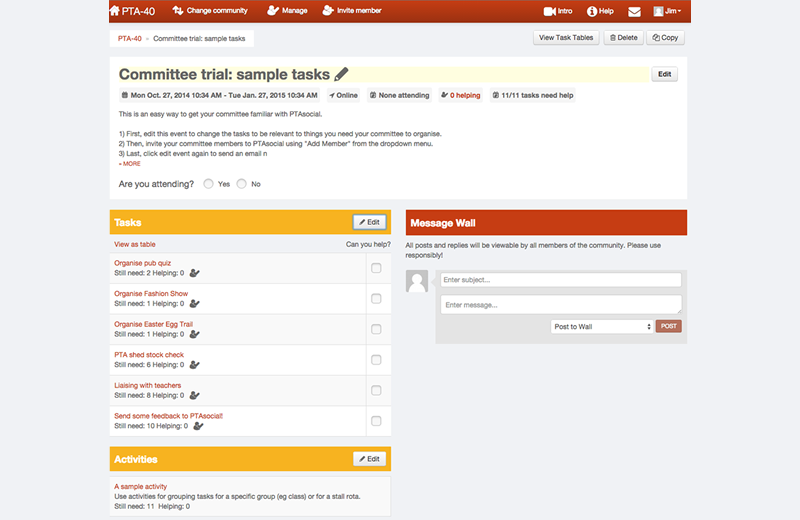 PTA-40 Change community Manage Invite member Intro Help Jim
PTA-40 » Committee trial: sample tasks
View Task Tables Delete Copy
Committee trial: sample tasks
Edit
Mon Oct. 27, 2014 10:34 AM - Tue Jan. 27, 2015 10:34 AM Online None attending 0 helping 11/11 tasks need help
This is an easy way to get your committee familiar with PTAsocial.
1) First, edit this event to change the tasks to be relevant to things you need your committee to organise.
2) Then, invite your committee members to PTAsocial using "Add Member" from the dropdown menu.
3) Last, click edit event again to send an email n
» MORE
Are you attending? Yes No
Tasks Edit
View as table Can you help?
Organise pub quiz
Still need: 2 Helping: 0
Organise Fashion Show
Still need: 1 Helping: 0
Organise Easter Egg Trail
Still need: 1 Helping: 0
PTA shed stock check
Still need: 6 Helping: 0
Liaising with teachers
Still need: 8 Helping: 0
Send some feedback to PTAsocial!
Still need: 10 Helping: 0
Activities Edit
A sample activity
Use activities for grouping tasks for a specific group (eg class) or for a stall rota.
Still need: 11 Helping: 0
Message Wall
All posts and replies will be viewable by all members of the community. Please use
responsibly!
Enter subject...
Enter message...
Post to Wall POST